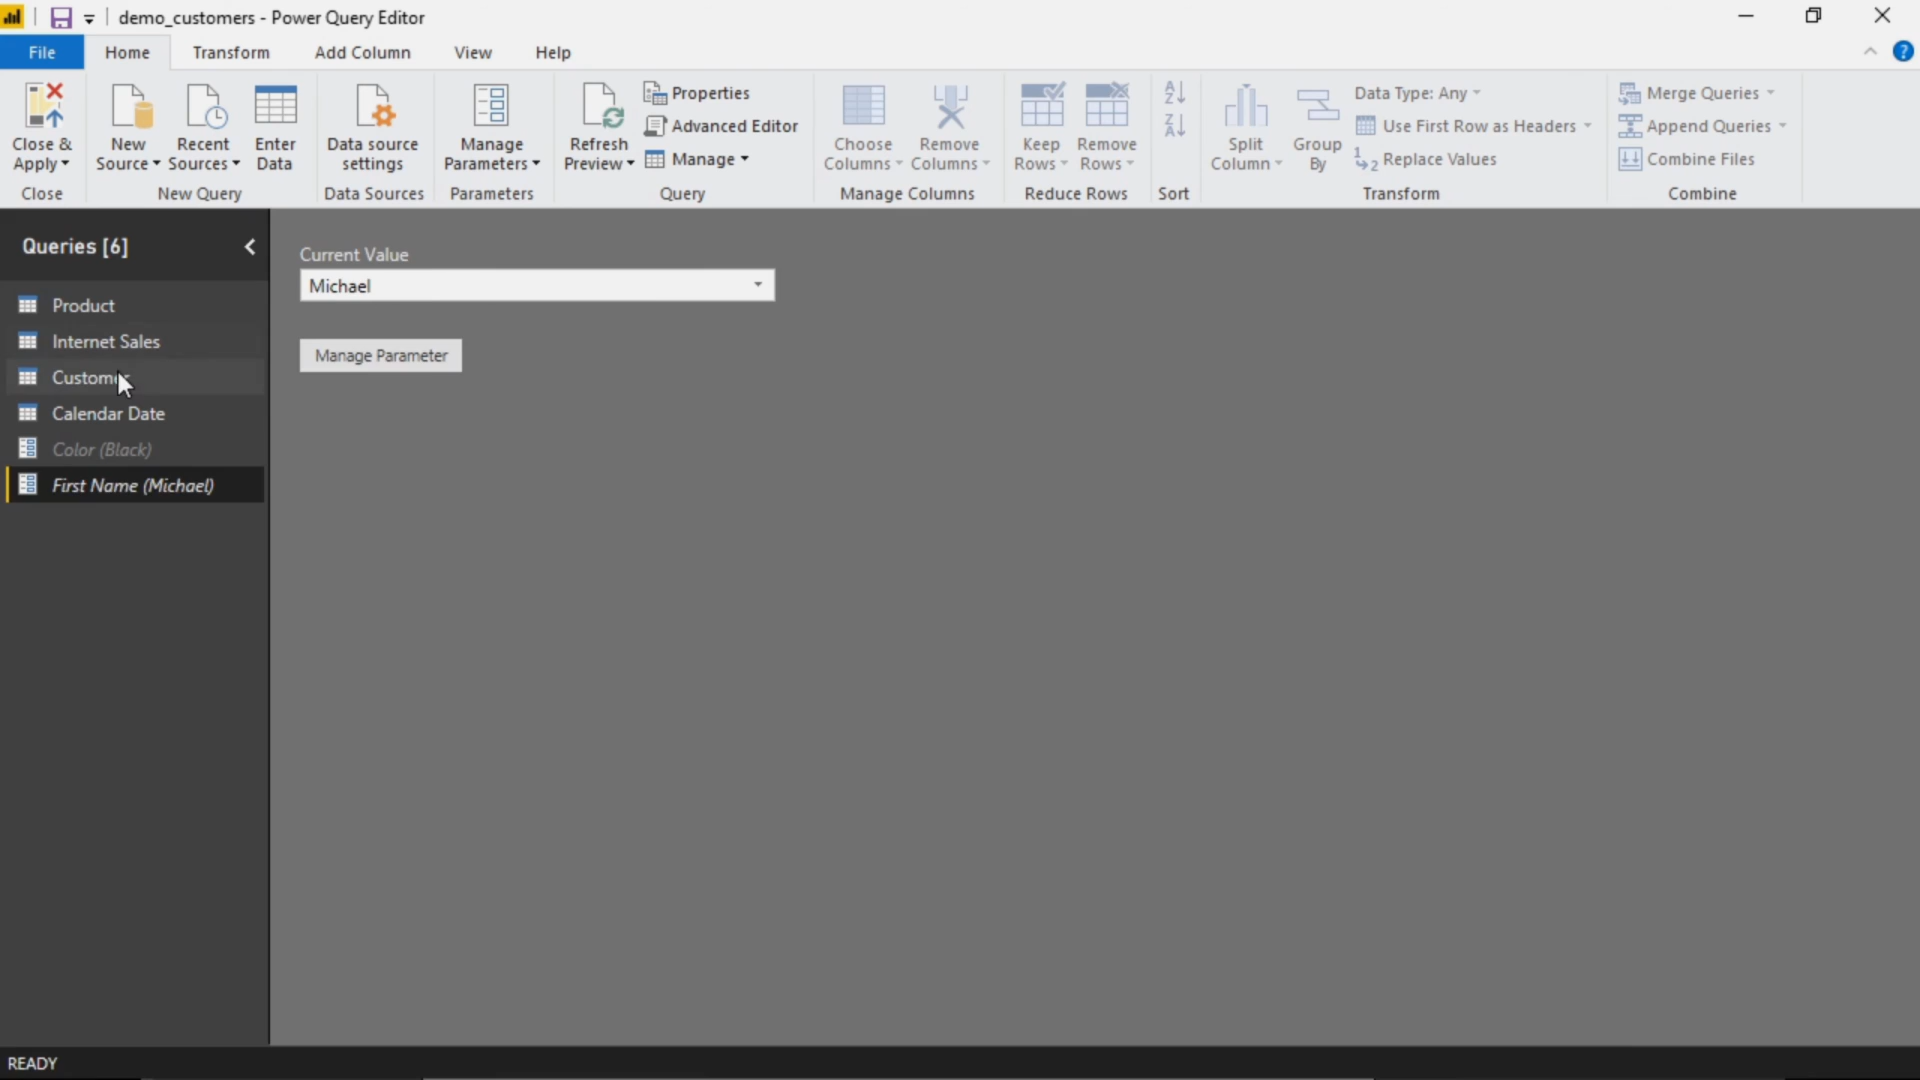 demo_customers - Power Query Editor
File Home Transform Add Column View Help
Close & Apply
New Source
Recent Sources
Enter Data
Data source settings
Manage Parameters
Refresh Preview
Properties
Advanced Editor
Manage
Choose Columns
Remove Columns
Keep Rows
Remove Rows
Split Column
Group By
Data Type: Any
Use First Row as Headers
Replace Values
Merge Queries
Append Queries
Combine Files
Close New Query Data Sources Parameters Query Manage Columns Reduce Rows Sort Transform Combine
Queries [6]
Product
Internet Sales
Customer
Calendar Date
Color (Black)
First Name (Michael)
Current Value
Michael
Manage Parameter
READY